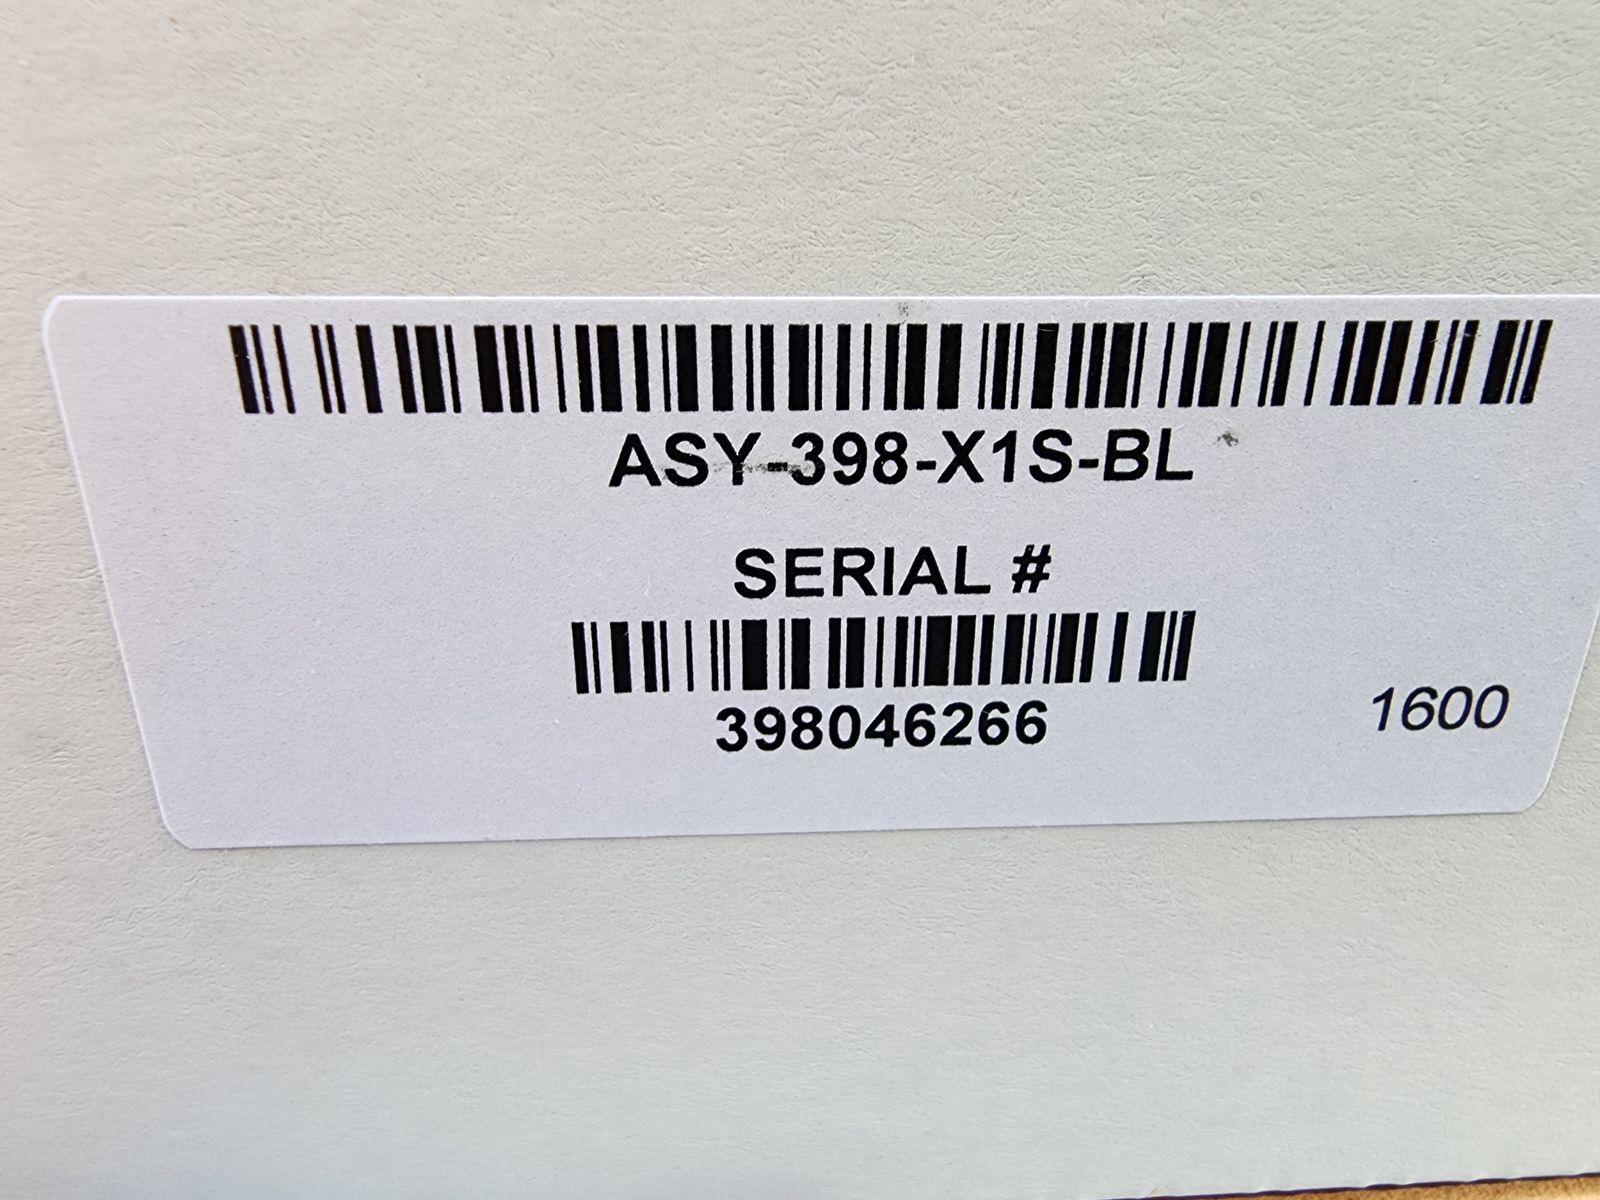 ASY-398-X1S-BL
SERIAL #
398046266
1600